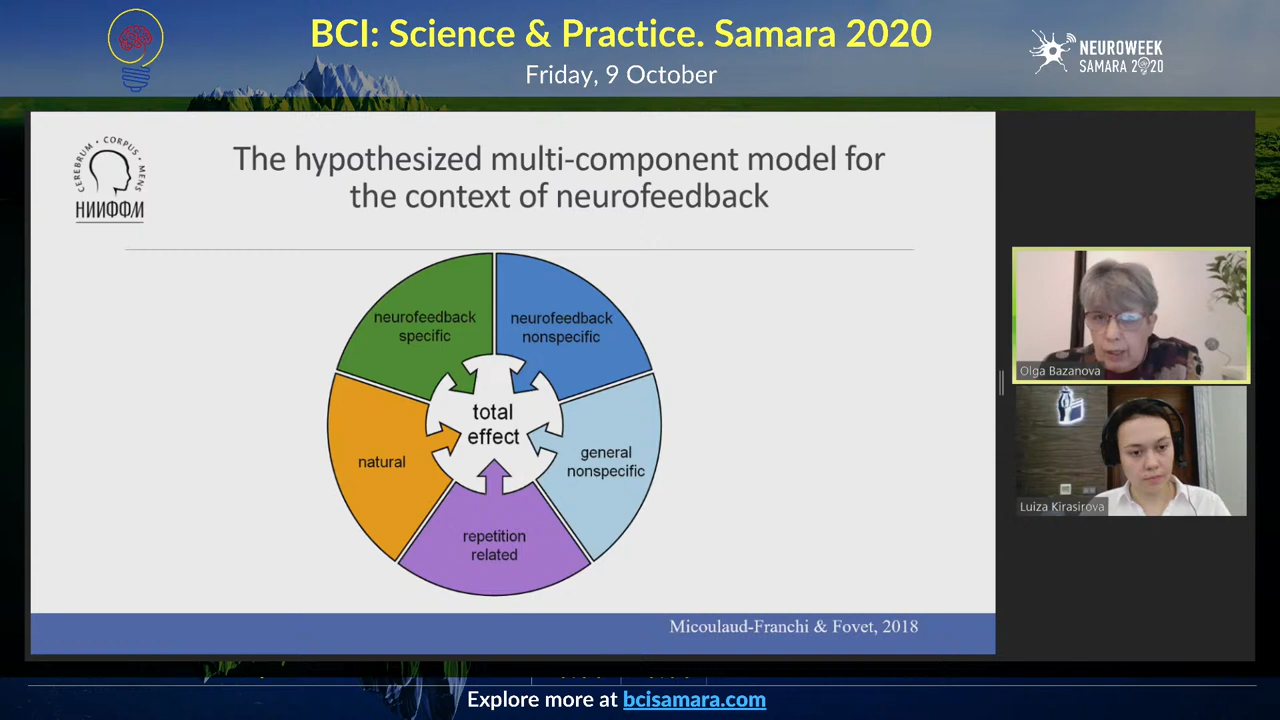 BCI: Science & Practice. Samara 2020
Friday, 9 October
NEUROWEEK
SAMARA 2020
CEREBRUM • CORPUS • MENS
НИИФФМ
The hypothesized multi-component model for
the context of neurofeedback
neurofeedback
specific
neurofeedback
nonspecific
total
effect
natural
general
nonspecific
repetition
related
Micoulaud-Franchi & Fovet, 2018
Olga Bazanova
Luiza Kirasirova
Explore more at bcisamara.com